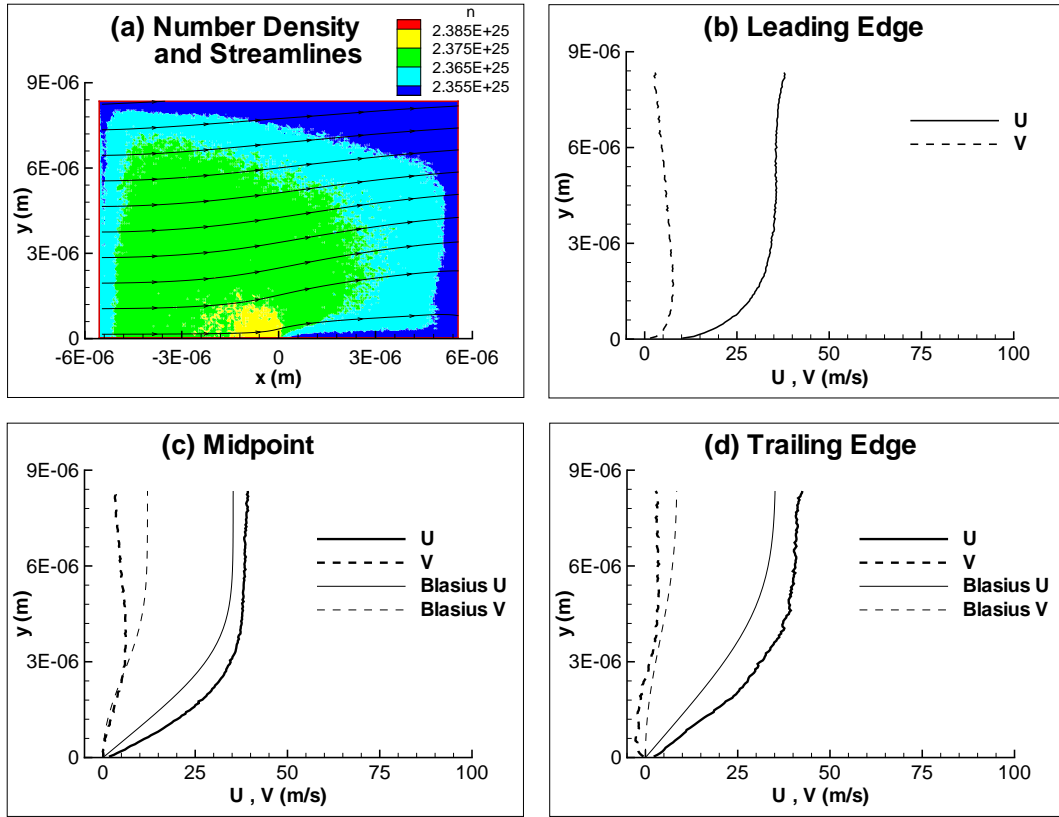 (a) Number Density
and Streamlines
n
2.385E+25
2.375E+25
2.365E+25
2.355E+25
9E-06
6E-06
3E-06
0
y (m)
-6E-06 -3E-06 0 3E-06 6E-06
x (m)
(b) Leading Edge
9E-06
6E-06
3E-06
0
y (m)
U
V
0 25 50 75 100
U , V (m/s)
(c) Midpoint
9E-06
6E-06
3E-06
0
y (m)
U
V
Blasius U
Blasius V
0 25 50 75 100
U , V (m/s)
(d) Trailing Edge
9E-06
6E-06
3E-06
0
y (m)
U
V
Blasius U
Blasius V
0 25 50 75 100
U , V (m/s)